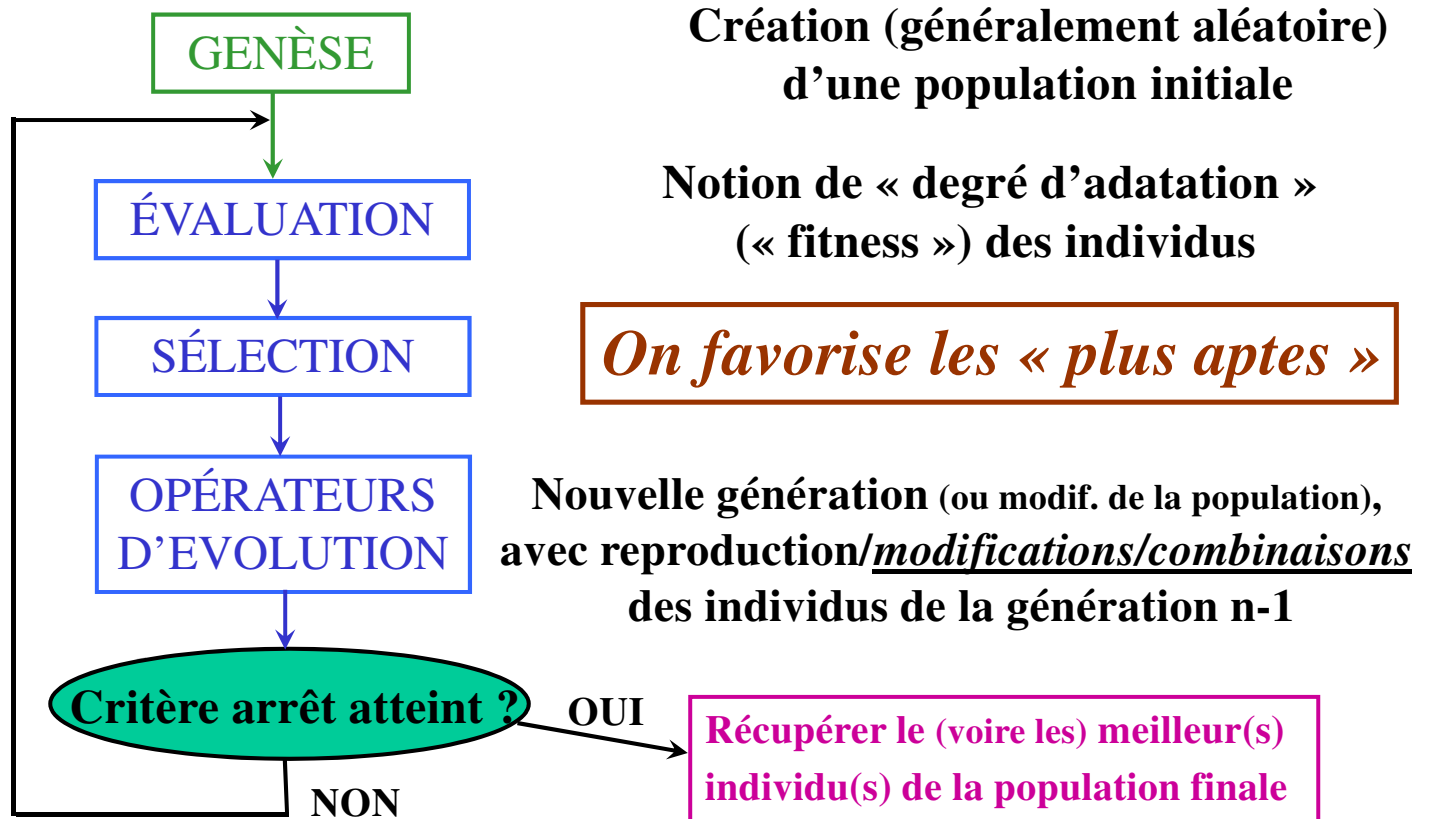 GENÈSE
Création (généralement aléatoire)
d’une population initiale
ÉVALUATION
Notion de « degré d’adatation »
(« fitness ») des individus
SÉLECTION
On favorise les « plus aptes »
OPÉRATEURS
D’EVOLUTION
Nouvelle génération (ou modif. de la population),
avec reproduction/modifications/combinaisons
des individus de la génération n-1
Critère arrêt atteint ?
OUI
Récupérer le (voire les) meilleur(s)
individu(s) de la population finale
NON